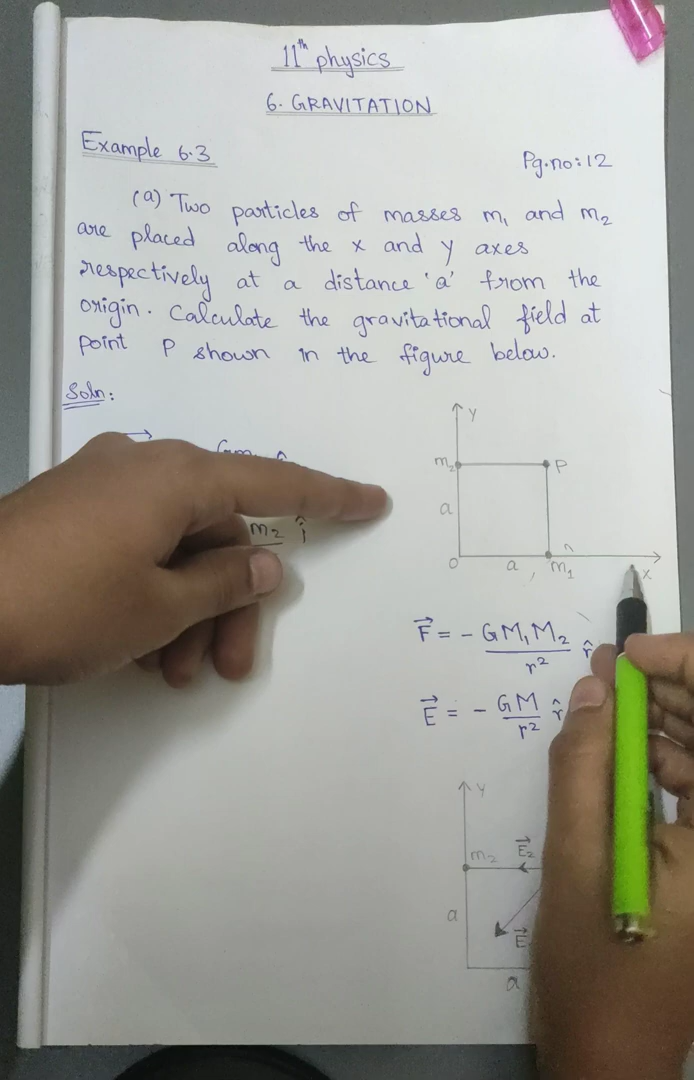 11th physics
6. GRAVITATION
Example 6.3
Pg.no:12
(a) Two particles of masses m₁ and m₂
are placed along the x and y axes
respectively at a distance 'a' from the
origin. Calculate the gravitational field at
point P shown in the figure below.
Soln:
Y
m₂ P
a
m₂ ĵ
O a, m₁ x
F⃗ = - GM₁M₂/r² r̂
E⃗ = - GM/r² r̂
Y
m₂ E⃗₂
a
E⃗
a